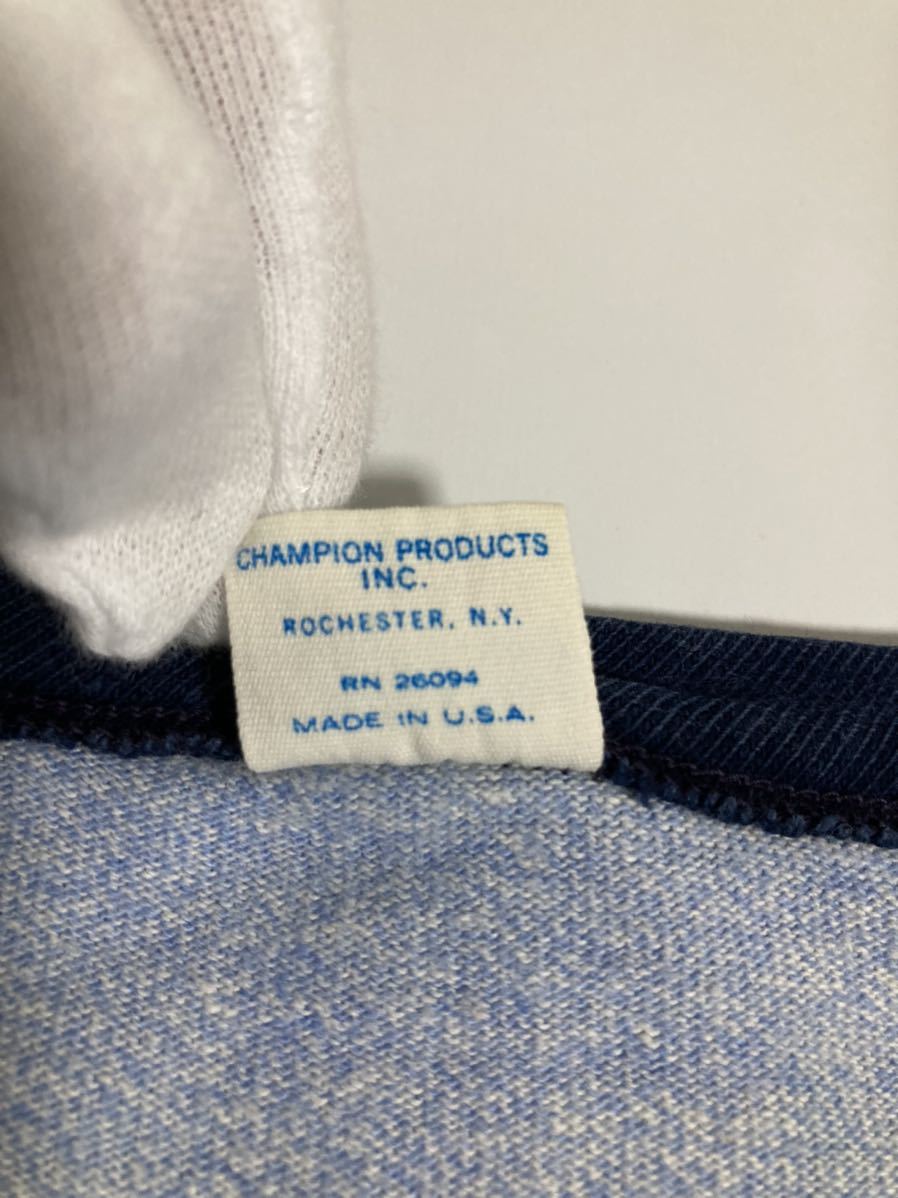 CHAMPION PRODUCTS
INC.
ROCHESTER, N.Y.
RN 26094
MADE IN U.S.A.